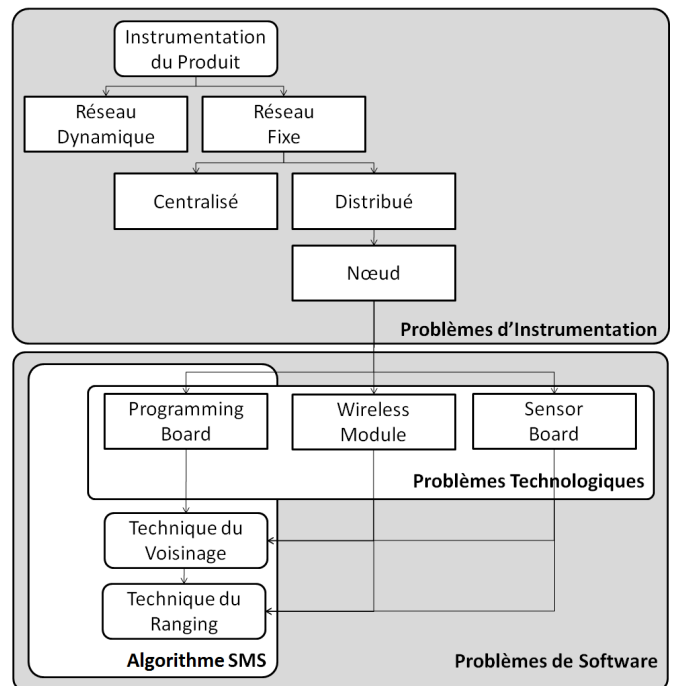 Instrumentation
du Produit
Réseau
Dynamique
Réseau
Fixe
Centralisé
Distribué
Nœud
Problèmes d'Instrumentation
Programming
Board
Wireless
Module
Sensor
Board
Problèmes Technologiques
Technique du
Voisinage
Technique du
Ranging
Algorithme SMS
Problèmes de Software